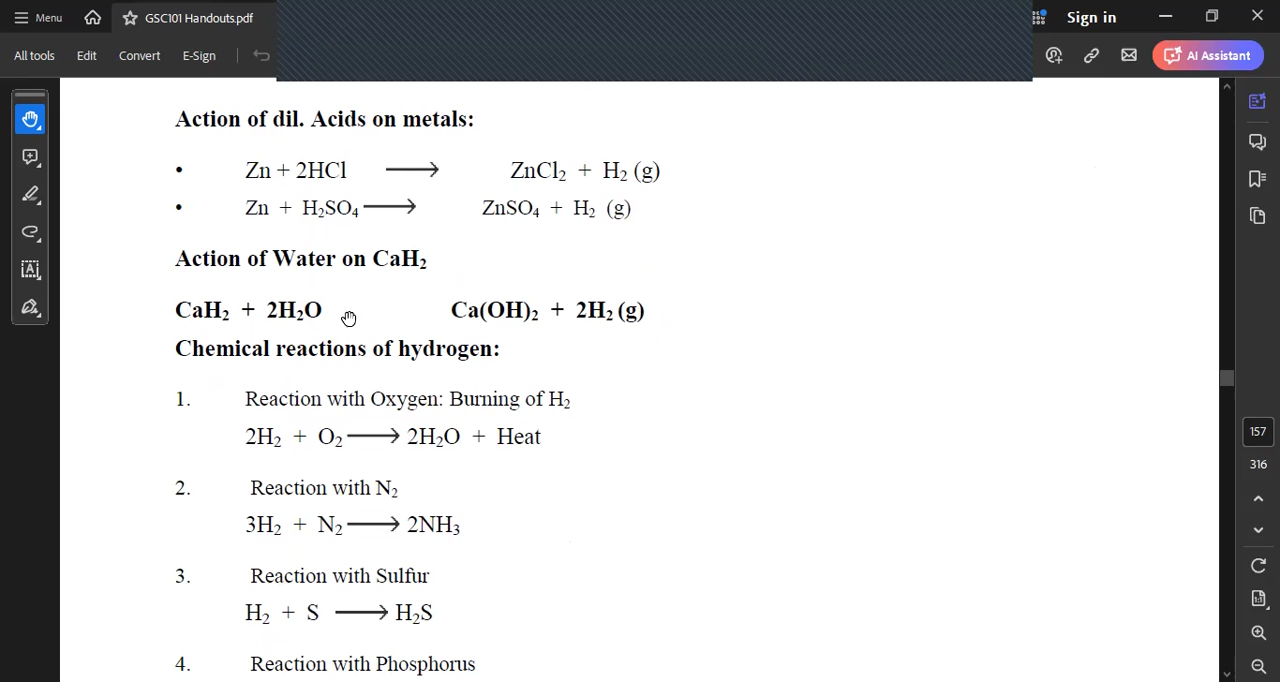 Menu
GSC101 Handouts.pdf
Sign in
All tools
Edit
Convert
E-Sign
AI Assistant
Action of dil. Acids on metals:
• Zn + 2HCl ⟶ ZnCl₂ + H₂ (g)
• Zn + H₂SO₄ ⟶ ZnSO₄ + H₂ (g)
Action of Water on CaH₂
CaH₂ + 2H₂O Ca(OH)₂ + 2H₂ (g)
Chemical reactions of hydrogen:
1. Reaction with Oxygen: Burning of H₂
2H₂ + O₂ ⟶ 2H₂O + Heat
2. Reaction with N₂
3H₂ + N₂ ⟶ 2NH₃
3. Reaction with Sulfur
H₂ + S ⟶ H₂S
4. Reaction with Phosphorus
157
316